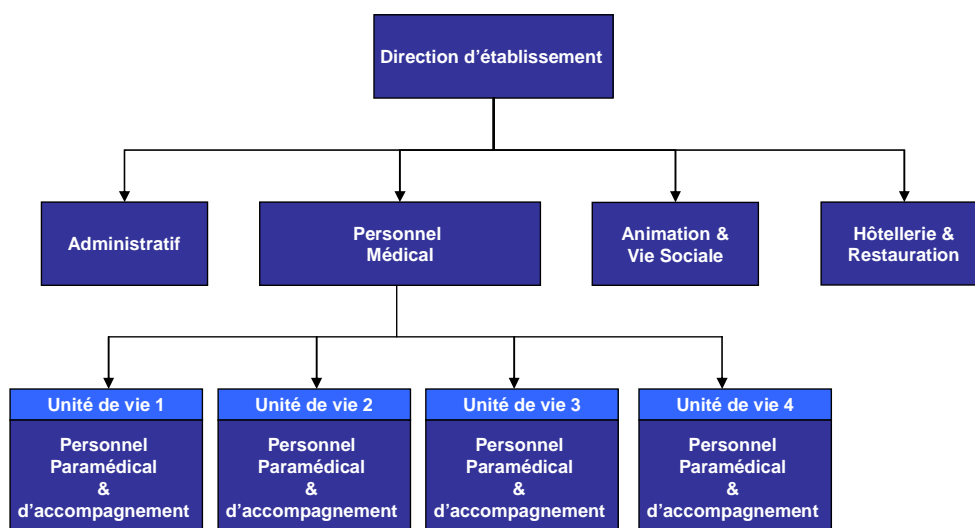 Direction d’établissement
Administratif
Personnel
Médical
Animation &
Vie Sociale
Hôtellerie &
Restauration
Unité de vie 1
Personnel
Paramédical
&
d’accompagnement
Unité de vie 2
Personnel
Paramédical
&
d’accompagnement
Unité de vie 3
Personnel
Paramédical
&
d’accompagnement
Unité de vie 4
Personnel
Paramédical
&
d’accompagnement